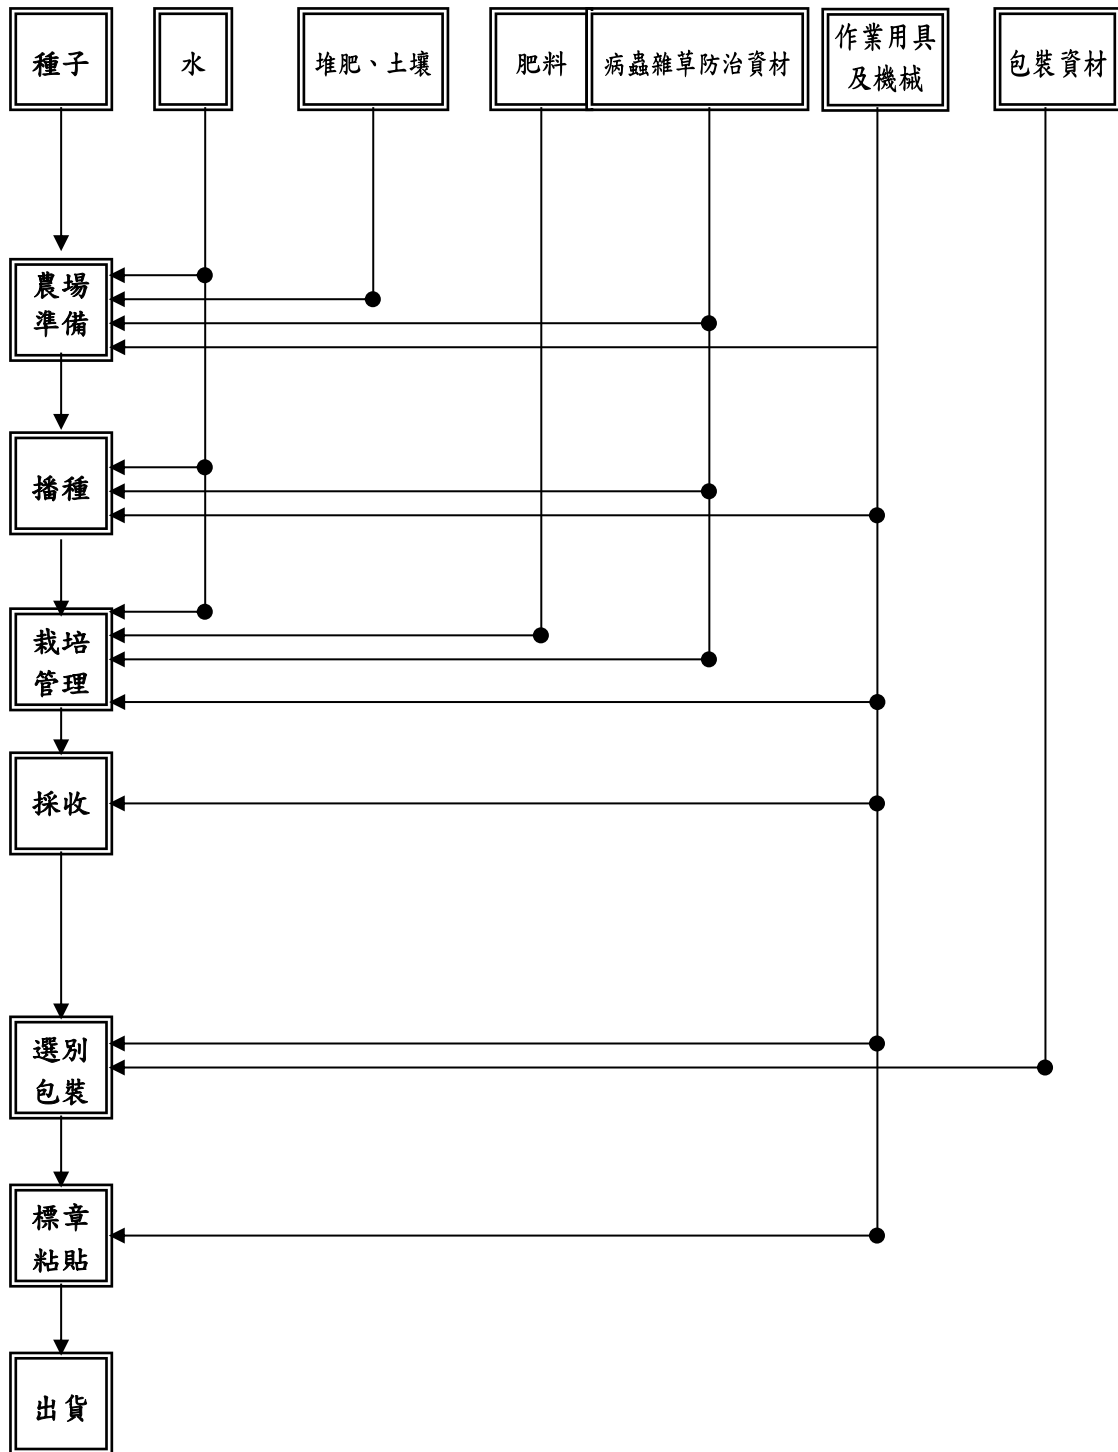 種子
水
堆肥、土壤
肥料
病蟲雜草防治資材
作業用具
及機械
包裝資材
農場
準備
播種
栽培
管理
採收
選別
包裝
標章
粘貼
出貨